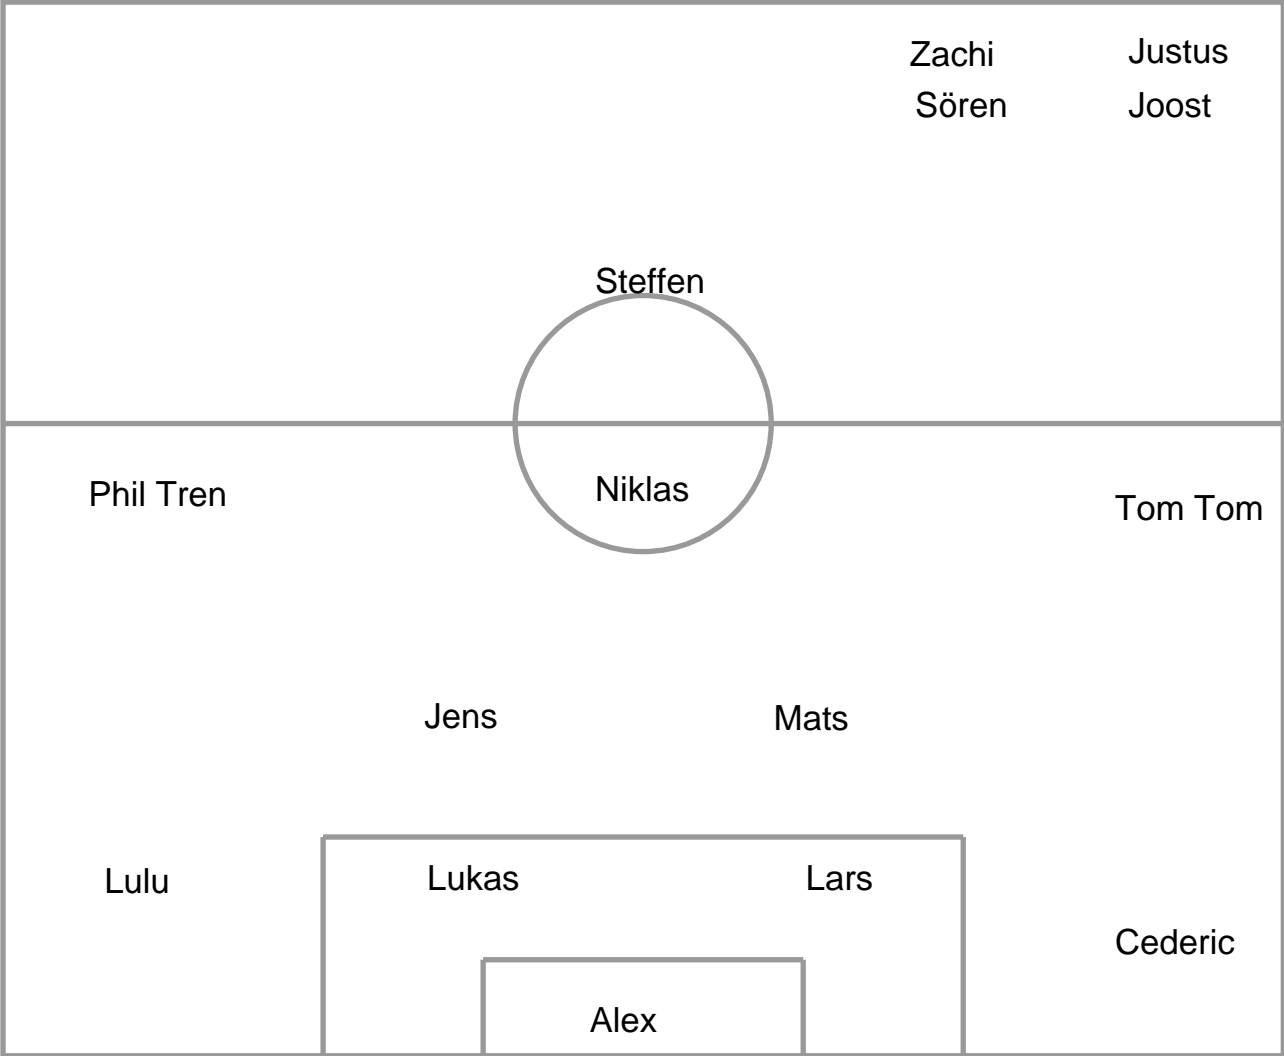 Zachi Justus
Sören Joost
Steffen
Phil Tren Niklas Tom Tom
Jens Mats
Lulu Lukas Lars
Cederic
Alex